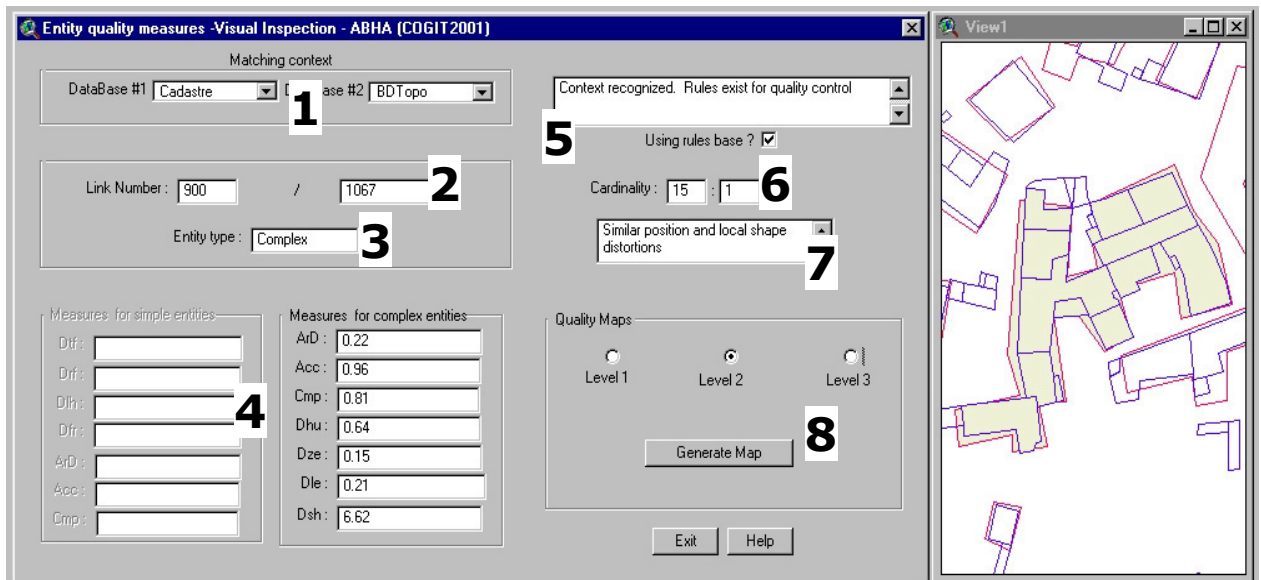 Entity quality measures -Visual Inspection - ABHA (COGIT2001)
View1
Matching context
DataBase #1 Cadastre 1 D ase #2 BDTopo
Context recognized. Rules exist for quality control
5
Using rules base ?
Link Number : 900 / 1067 2
Cardinality : 15 : 1 6
Entity type : Complex 3
Similar position and local shape
distortions
7
Measures for simple entities
Dtf :
Drf :
Dfh :
Dfr :
ArD :
Acc :
Cmp :
4
Measures for complex entities
ArD : 0.22
Acc : 0.96
Cmp : 0.81
Dhu : 0.64
Dze : 0.15
Dle : 0.21
Dsh : 6.62
Quality Maps
Level 1 Level 2 Level 3
8
Generate Map
Exit Help